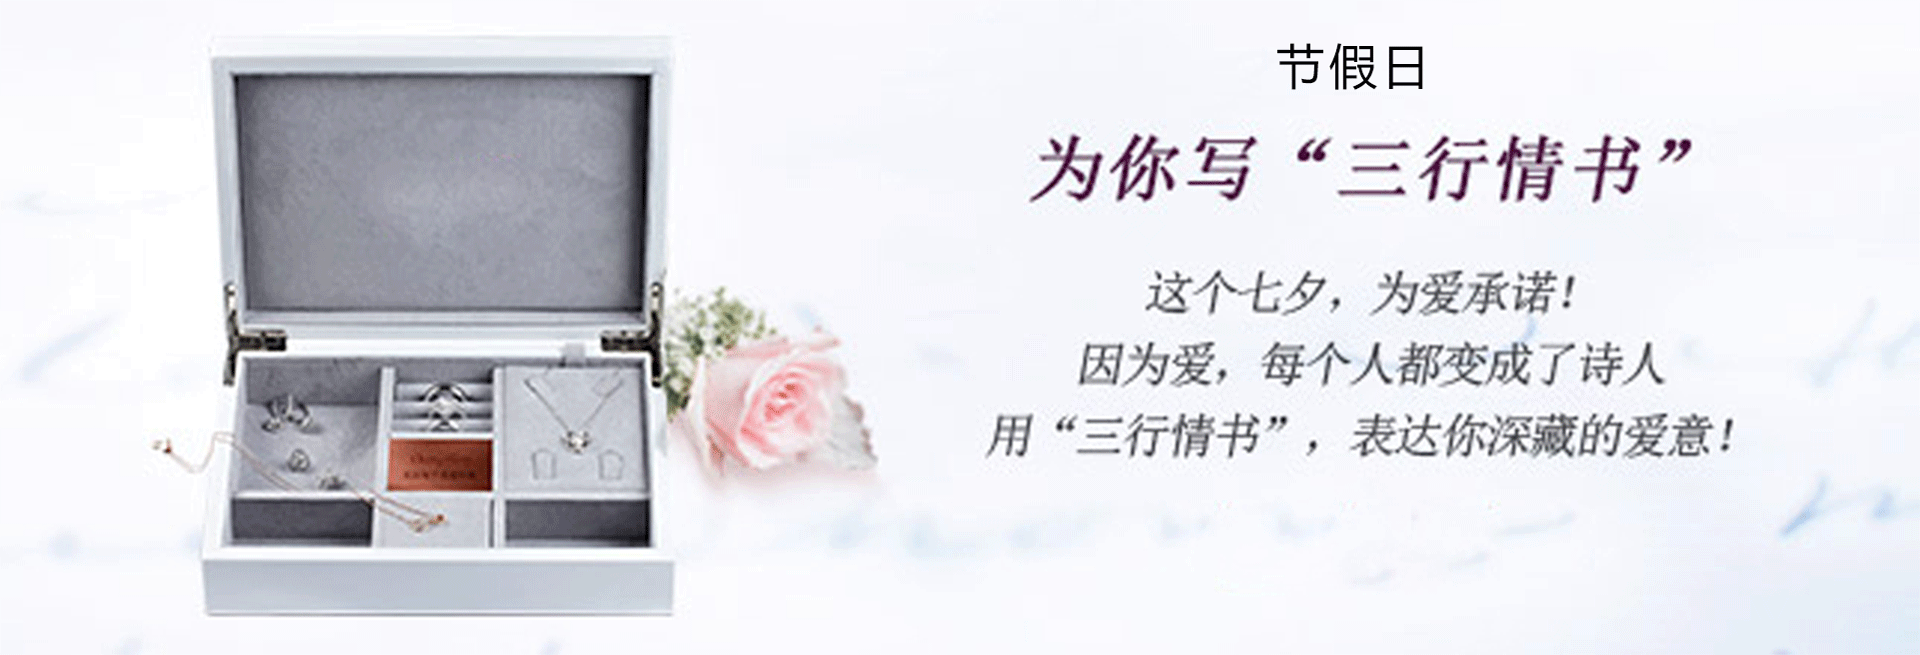 节假日
为你写“三行情书”
这个七夕，为爱承诺！
因为爱，每个人都变成了诗人
用“三行情书”，表达你深藏的爱意！